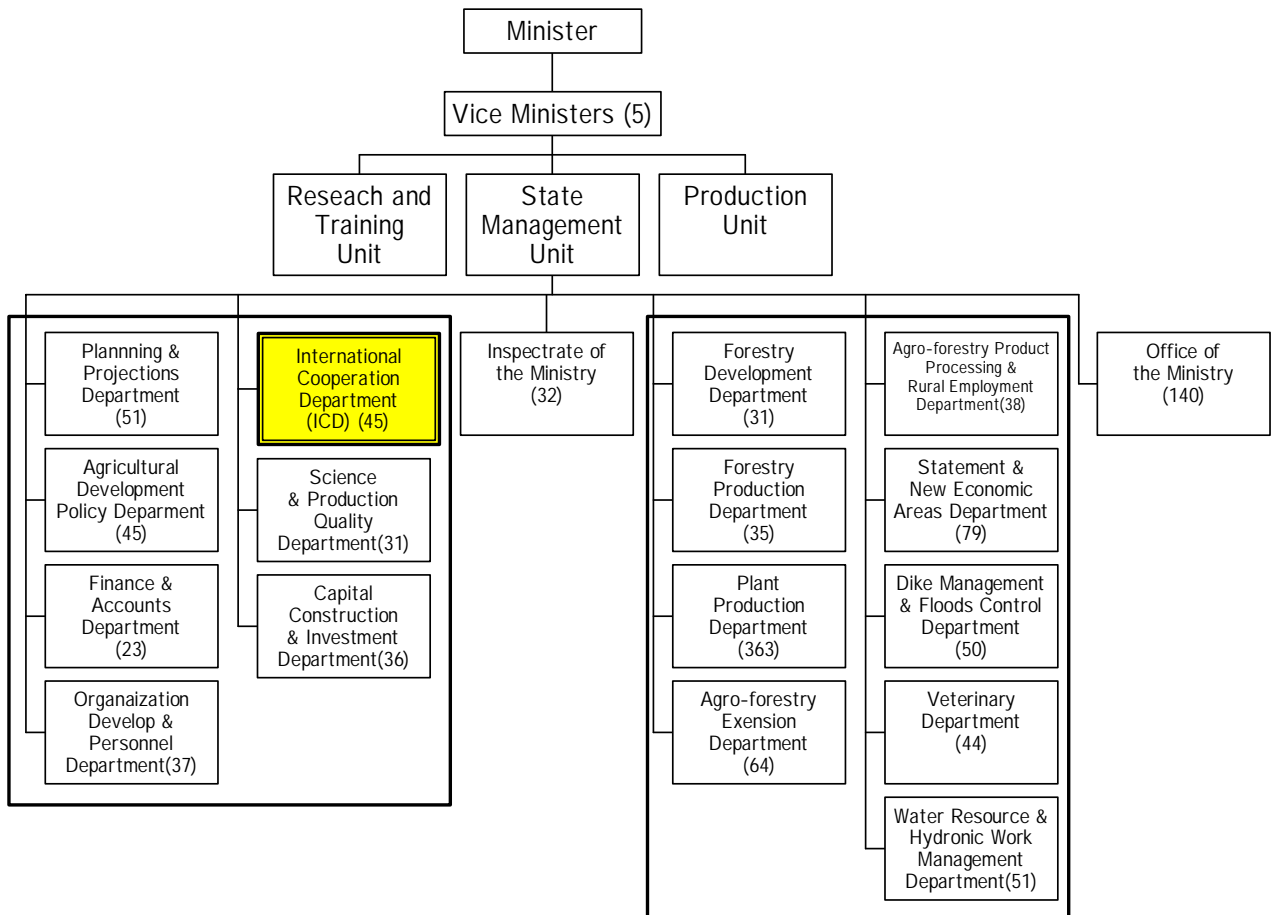 Minister
Vice Ministers (5)
Reseach and
Training
Unit
State
Management
Unit
Production
Unit
Plannning &
Projections
Department
(51)
Agricultural
Development
Policy Deparment
(45)
Finance &
Accounts
Department
(23)
Organaization
Develop &
Personnel
Department(37)
International
Cooperation
Department
(ICD) (45)
Science
& Production
Quality
Department(31)
Capital
Construction
& Investment
Department(36)
Inspectrate of
the Ministry
(32)
Forestry
Development
Department
(31)
Forestry
Production
Department
(35)
Plant
Production
Department
(363)
Agro-forestry
Exension
Department
(64)
Agro-forestry Product
Processing &
Rural Employment
Department(38)
Statement &
New Economic
Areas Department
(79)
Dike Management
& Floods Control
Department
(50)
Veterinary
Department
(44)
Water Resource &
Hydronic Work
Management
Department(51)
Office of
the Ministry
(140)